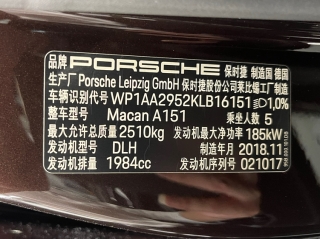 品牌 PORSCHE 保时捷 制造国 德国
生产厂 Porsche Leipzig GmbH 保时捷股份公司莱比锡工厂制造
车辆识别代号 WP1AA2952KLB16151 1,0%
整车型号 Macan A151 乘坐人数 5
最大允许总质量 2510kg 发动机最大净功率 185kW
发动机型号 DLH 制造年月 2018.11
发动机排量 1984cc 发动机序列号 021017